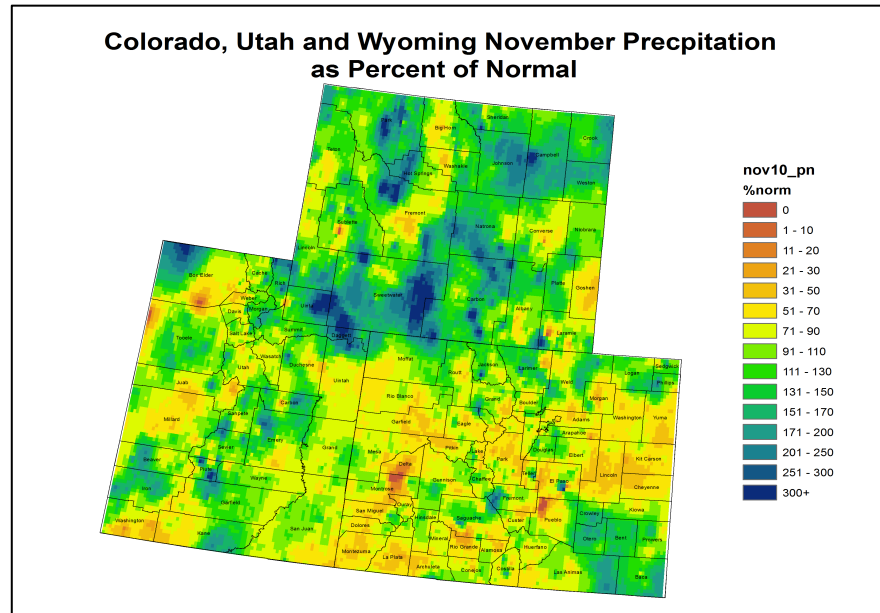 Colorado, Utah and Wyoming November Precpitation
as Percent of Normal
nov10_pn
%norm
0
1 - 10
11 - 20
21 - 30
31 - 50
51 - 70
71 - 90
91 - 110
111 - 130
131 - 150
151 - 170
171 - 200
201 - 250
251 - 300
300+
Park
Big Horn
Sheridan
Crook
Campbell
Johnson
Teton
Washakie
Hot Springs
Weston
Fremont
Sublette
Natrona
Converse
Niobrara
Lincoln
Platte
Goshen
Sweetwater
Carbon
Uinta
Albany
Laramie
Box Elder
Cache
Rich
Weber
Morgan
Davis
Salt Lake
Summit
Daggett
Tooele
Wasatch
Utah
Duchesne
Uintah
Juab
Carbon
Millard
Sanpete
Emery
Grand
Sevier
Beaver
Piute
Wayne
Iron
Garfield
Washington
Kane
San Juan
Moffat
Routt
Jackson
Larimer
Weld
Logan
Sedgwick
Phillips
Morgan
Rio Blanco
Grand
Boulder
Washington
Yuma
Garfield
Eagle
Adams
Arapahoe
Mesa
Pitkin
Lake
Park
Douglas
Elbert
Kit Carson
Delta
Gunnison
Chaffee
Teller
El Paso
Lincoln
Cheyenne
Montrose
Fremont
Ouray
Kiowa
San Miguel
Hinsdale
Saguache
Custer
Pueblo
Crowley
Otero
Bent
Prowers
Dolores
Mineral
Rio Grande
Alamosa
Huerfano
Montezuma
La Plata
Archuleta
Conejos
Costilla
Las Animas
Baca